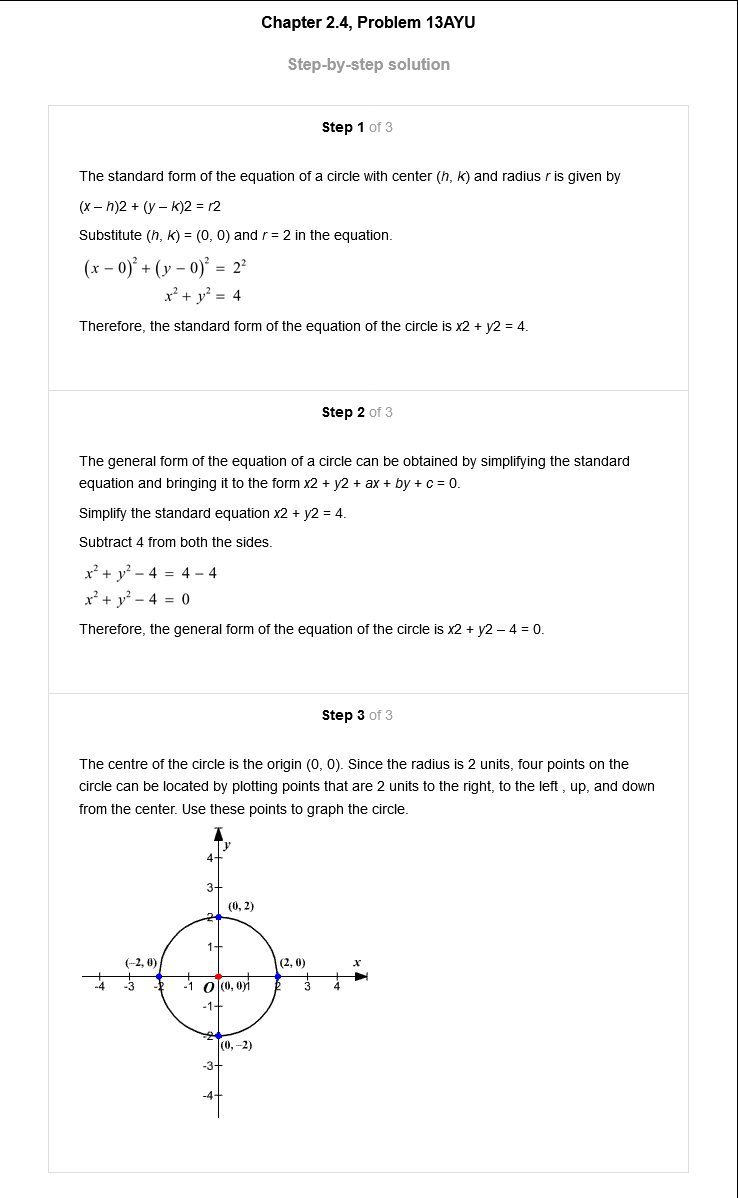 Chapter 2.4, Problem 13AYU
Step-by-step solution
Step 1 of 3
The standard form of the equation of a circle with center (h, k) and radius r is given by
(x – h)2 + (y – k)2 = r2
Substitute (h, k) = (0, 0) and r = 2 in the equation.
(x − 0)² + (y − 0)² = 2²
x² + y² = 4
Therefore, the standard form of the equation of the circle is x2 + y2 = 4.
Step 2 of 3
The general form of the equation of a circle can be obtained by simplifying the standard
equation and bringing it to the form x2 + y2 + ax + by + c = 0.
Simplify the standard equation x2 + y2 = 4.
Subtract 4 from both the sides.
x² + y² − 4 = 4 − 4
x² + y² − 4 = 0
Therefore, the general form of the equation of the circle is x2 + y2 – 4 = 0.
Step 3 of 3
The centre of the circle is the origin (0, 0). Since the radius is 2 units, four points on the
circle can be located by plotting points that are 2 units to the right, to the left , up, and down
from the center. Use these points to graph the circle.
y
4
3
(0, 2)
2
1
(−2, 0) (2, 0) x
-4 -3 -2 -1 O (0, 0) 1 2 3 4
-1
-2
(0, −2)
-3
-4